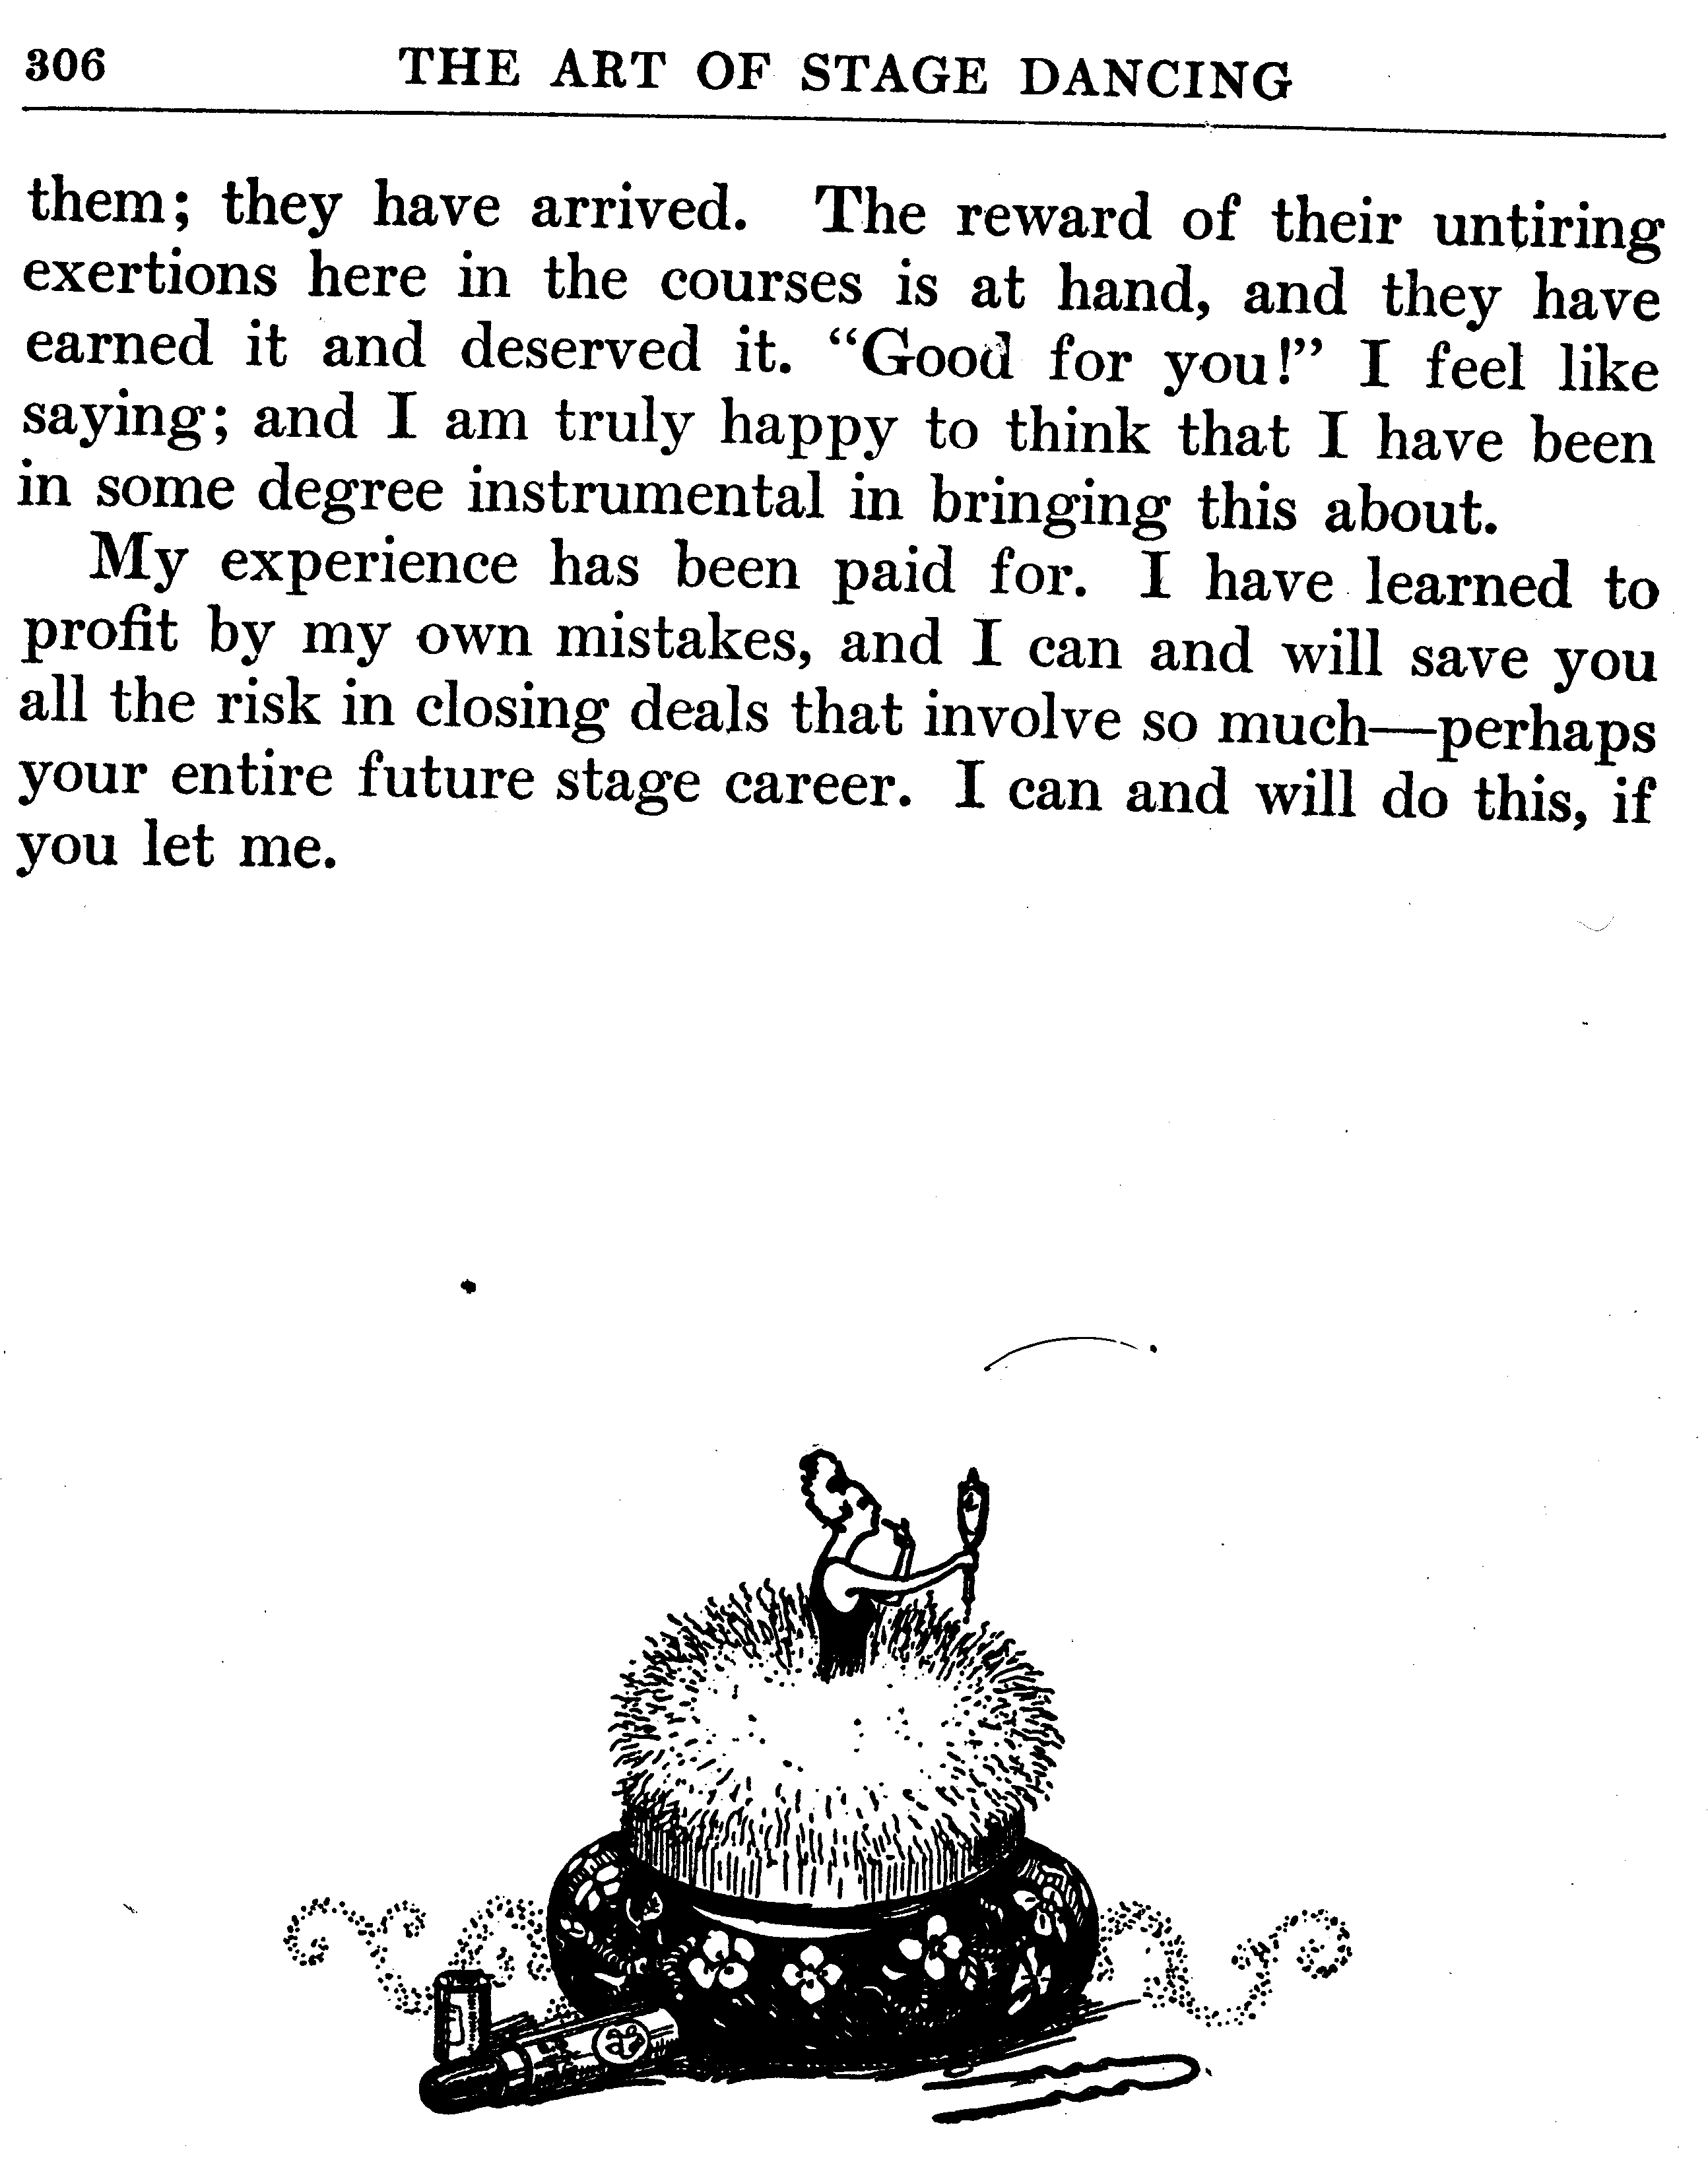 306 THE ART OF STAGE DANCING
them; they have arrived. The reward of their untiring
exertions here in the courses is at hand, and they have
earned it and deserved it. “Good for you!” I feel like
saying; and I am truly happy to think that I have been
in some degree instrumental in bringing this about.
My experience has been paid for. I have learned to
profit by my own mistakes, and I can and will save you
all the risk in closing deals that involve so much—perhaps
your entire future stage career. I can and will do this, if
you let me.